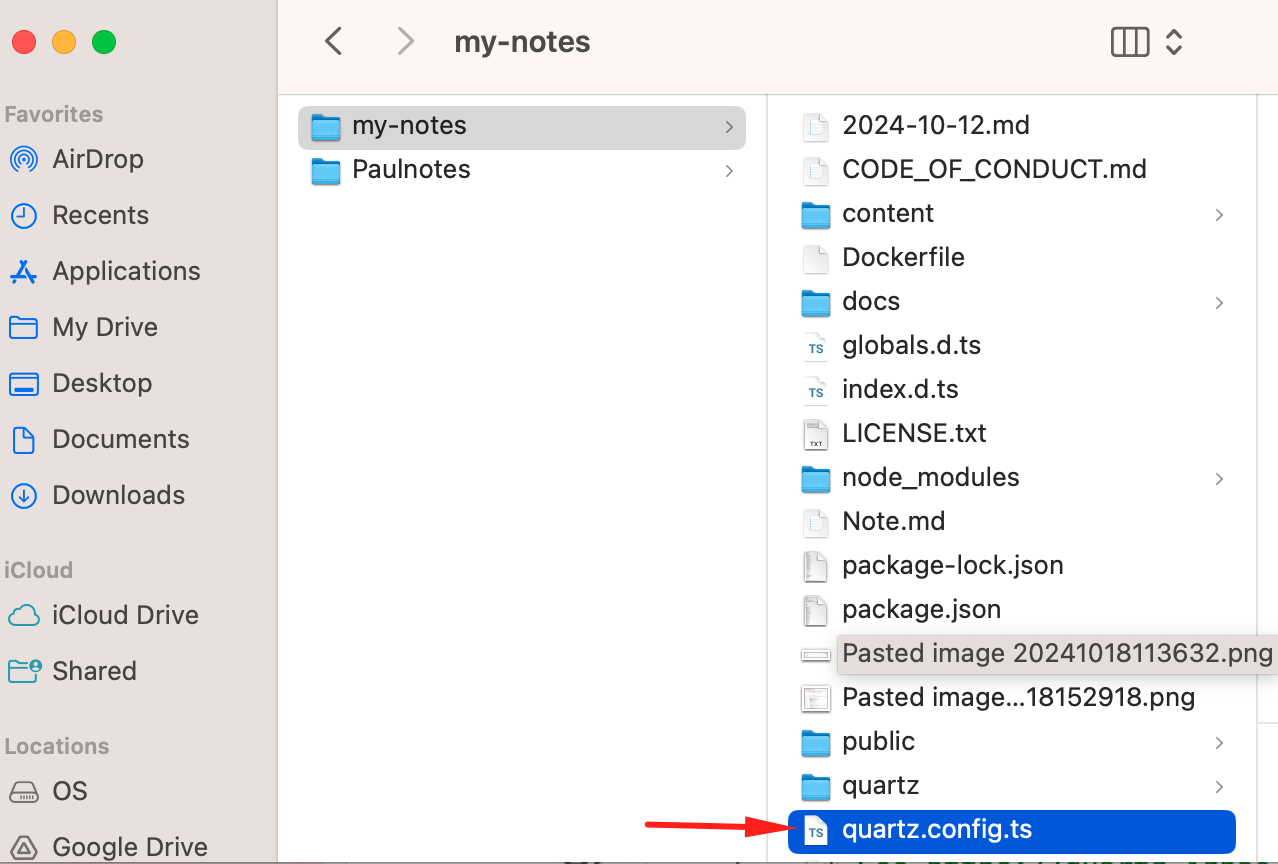 my-notes
Favorites
AirDrop
Recents
Applications
My Drive
Desktop
Documents
Downloads
iCloud
iCloud Drive
Shared
Locations
OS
Google Drive
my-notes
Paulnotes
2024-10-12.md
CODE_OF_CONDUCT.md
content
Dockerfile
docs
TS globals.d.ts
TS index.d.ts
TXT LICENSE.txt
node_modules
Note.md
package-lock.json
package.json
Pasted image 20241018113632.png
Pasted image...18152918.png
public
quartz
TS quartz.config.ts